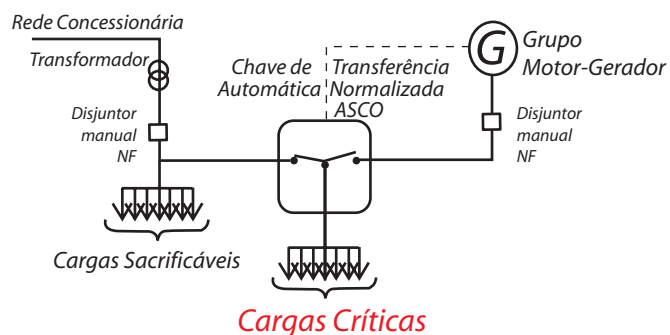 Rede Concessionária
Transformador
Disjuntor
manual
NF
Chave de Transferência
Automática Normalizada
ASCO
G
Grupo
Motor-Gerador
Disjuntor
manual
NF
Cargas Sacrificáveis
Cargas Críticas